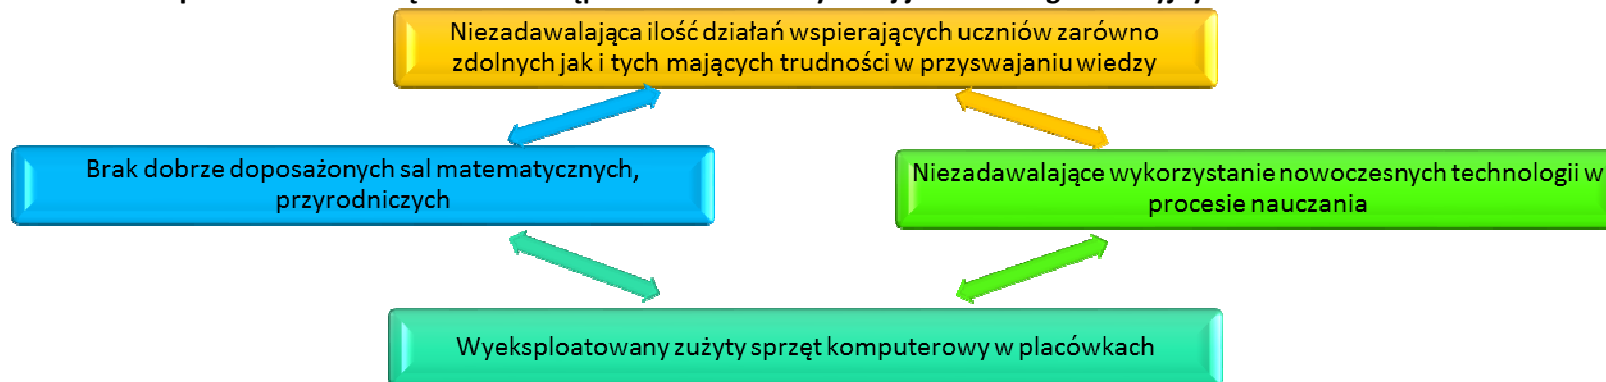 Niezadawalająca ilość działań wspierających uczniów zarówno
zdolnych jak i tych mających trudności w przyswajaniu wiedzy
Brak dobrze doposażonych sal matematycznych,
przyrodniczych
Niezadawalające wykorzystanie nowoczesnych technologii w
procesie nauczania
Wyeksploatowany zużyty sprzęt komputerowy w placówkach